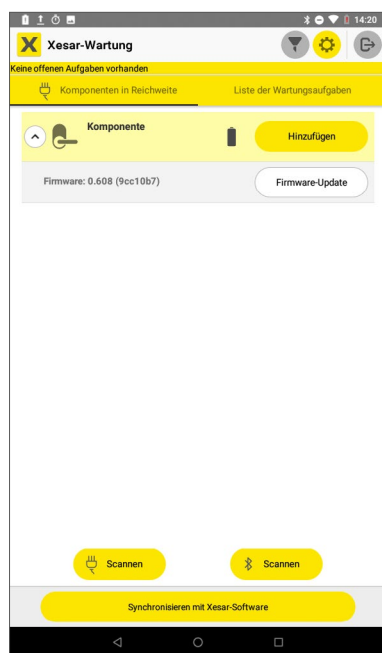 14:20
Xesar-Wartung
Keine offenen Aufgaben vorhanden
Komponenten in Reichweite
Liste der Wartungsaufgaben
Komponente
Hinzufügen
Firmware: 0.608 (9cc10b7)
Firmware-Update
Scannen
Scannen
Synchronisieren mit Xesar-Software